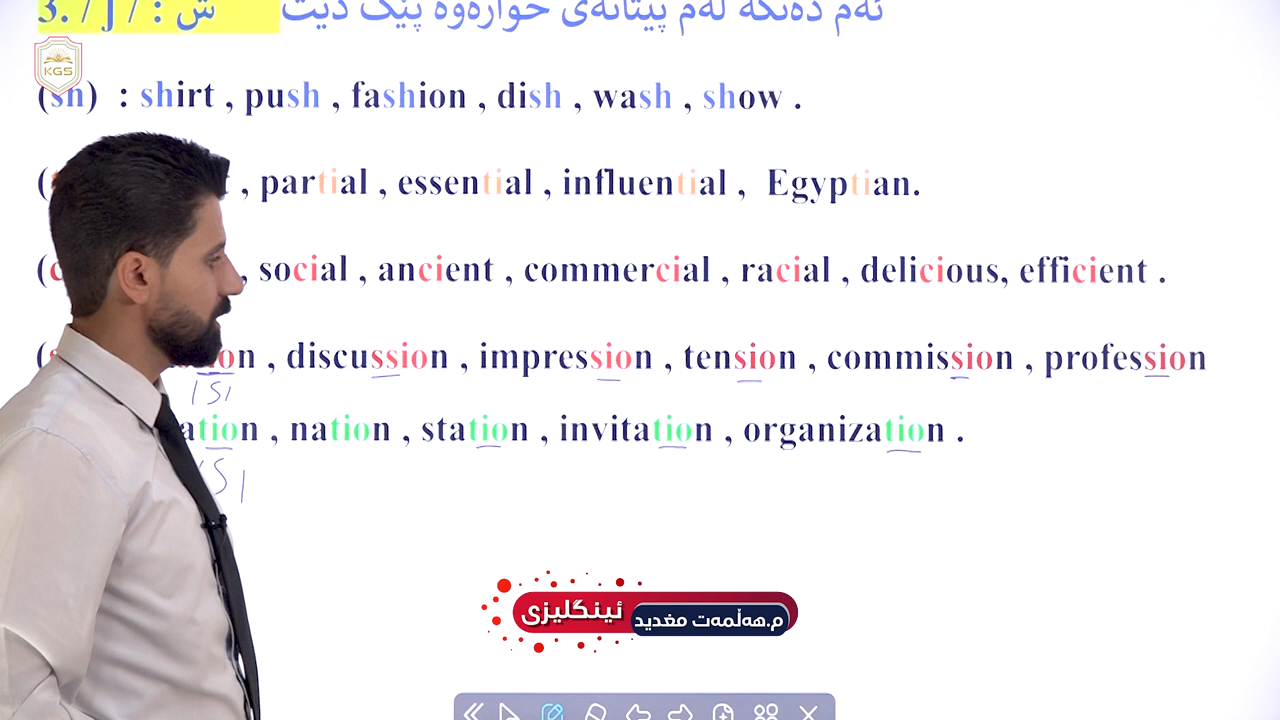 3. / ʃ / : ش ئەم دەنگە لەم پیتانەی خوارەوە پێک دێت
KGS
(sh) : shirt , push , fashion , dish , wash , show .
, partial , essential , influential , Egyptian.
, social , ancient , commercial , racial , delicious, efficient .
, discussion , impression , tension , commission , profession
, nation , station , invitation , organization .
ئینگلیزی
م.هەڵمەت مغدید